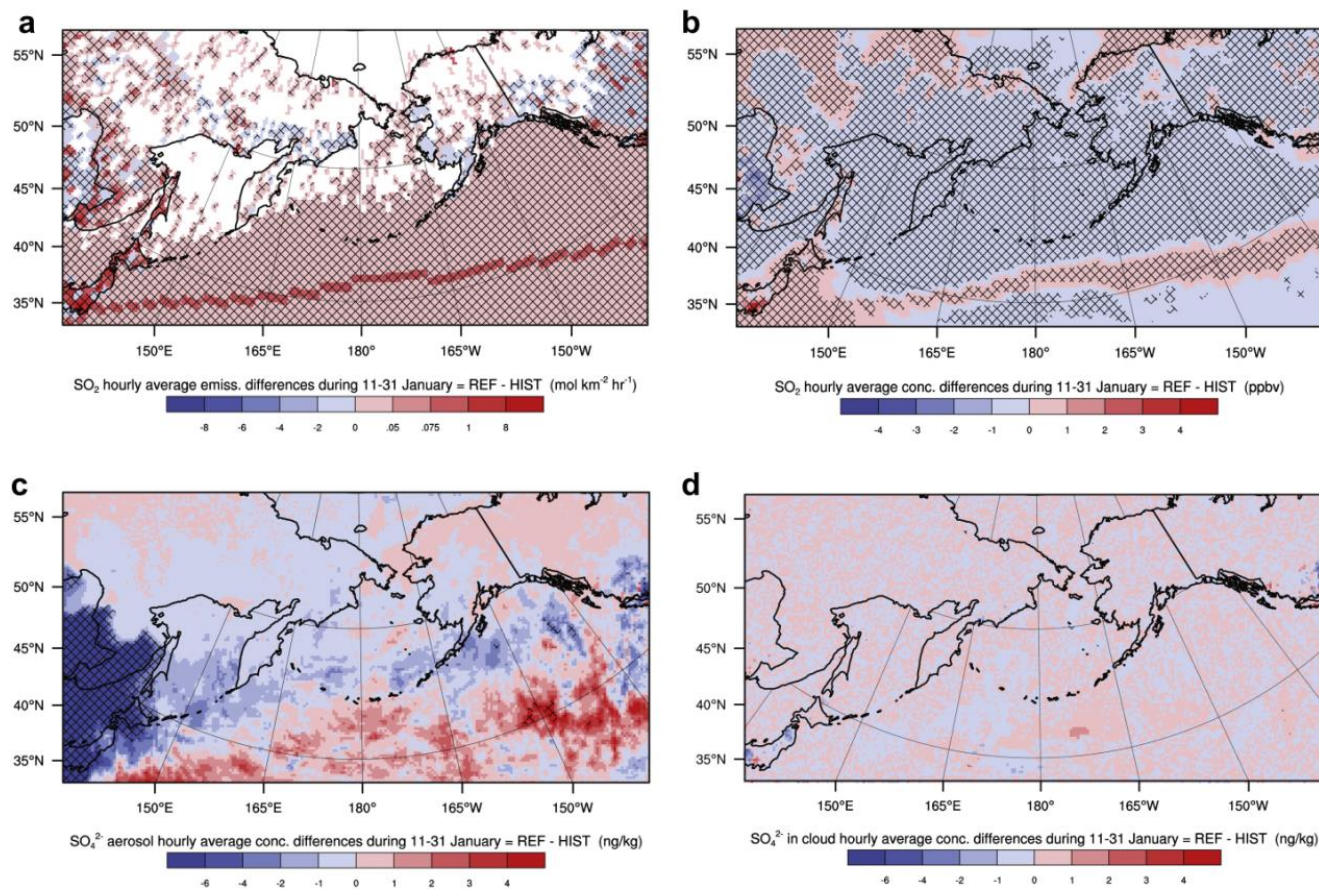 a
55°N
50°N
45°N
40°N
35°N
150°E 165°E 180° 165°W 150°W
SO₂ hourly average emiss. differences during 11-31 January = REF - HIST (mol km⁻² hr⁻¹)
-8 -6 -4 -2 0 .05 .075 1 8
b
55°N
50°N
45°N
40°N
35°N
150°E 165°E 180° 165°W 150°W
SO₂ hourly average conc. differences during 11-31 January = REF - HIST (ppbv)
-4 -3 -2 -1 0 1 2 3 4
c
55°N
50°N
45°N
40°N
35°N
150°E 165°E 180° 165°W 150°W
SO₄²⁻ aerosol hourly average conc. differences during 11-31 January = REF - HIST (ng/kg)
-6 -4 -2 -1 0 1 2 3 4
d
55°N
50°N
45°N
40°N
35°N
150°E 165°E 180° 165°W 150°W
SO₄²⁻ in cloud hourly average conc. differences during 11-31 January = REF - HIST (ng/kg)
-6 -4 -2 -1 0 1 2 3 4